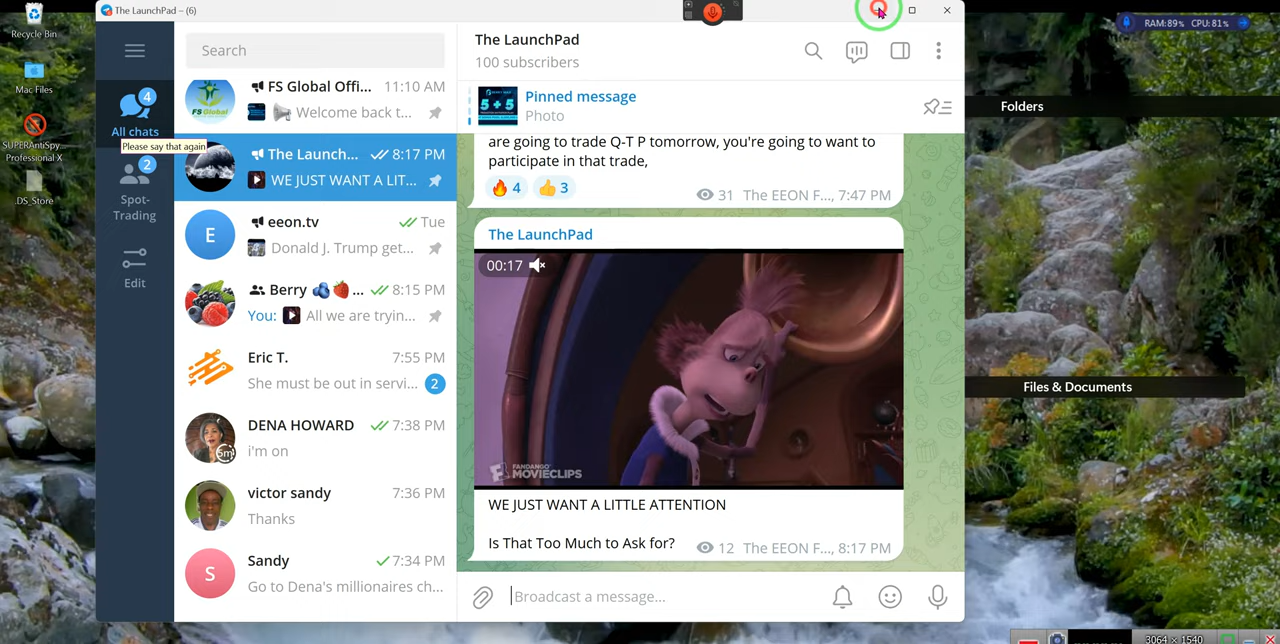 Recycle Bin
Mac Files
SUPERAntiSpy...
Professional X
.DS_Store
The LaunchPad – (6)
4
All chats
Please say that again
2
Spot-
Trading
Edit
Search
FS Global Offi... 11:10 AM
Welcome back t...
The Launch... 8:17 PM
WE JUST WANT A LIT...
E
eeon.tv Tue
Donald J. Trump get...
Berry 🫐🍓 ... 8:15 PM
You: All we are tryin...
Eric T. 7:55 PM
She must be out in servi... 2
DENA HOWARD 7:38 PM
i'm on
5m
victor sandy 7:36 PM
Thanks
S
Sandy 7:34 PM
Go to Dena's millionaires ch...
The LaunchPad
100 subscribers
5 + 5
Pinned message
Photo
are going to trade Q-T P tomorrow, you're going to want to
participate in that trade,
🔥 4 👍 3 31 The EEON F..., 7:47 PM
The LaunchPad
00:17
FANDANGO
MOVIECLIPS
WE JUST WANT A LITTLE ATTENTION
Is That Too Much to Ask for? 12 The EEON F..., 8:17 PM
Broadcast a message...
RAM:89% CPU:81%
Folders
Files & Documents
3064 x 1540